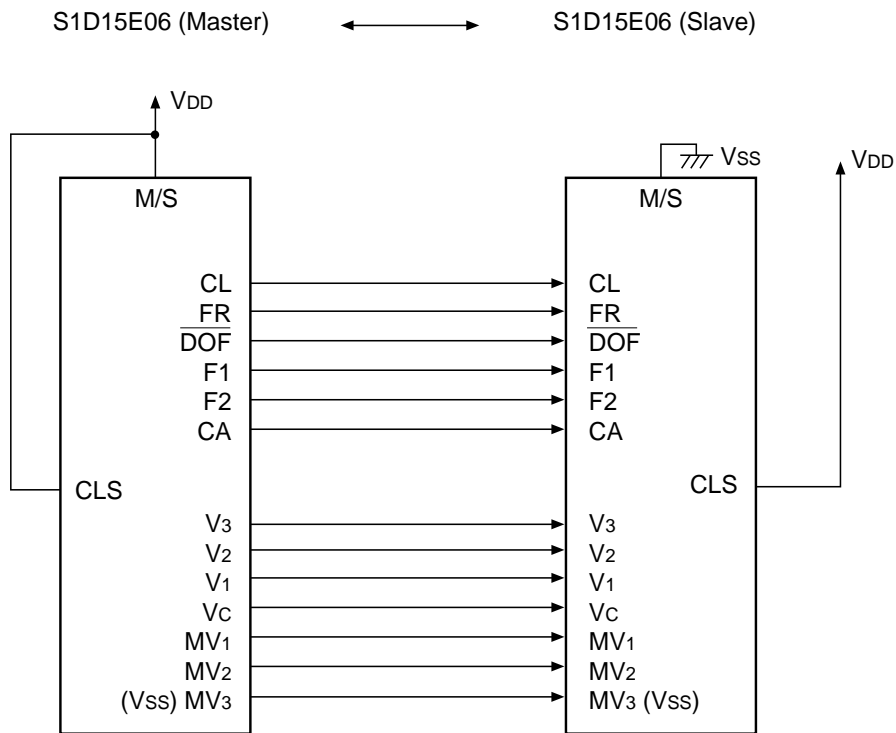 S1D15E06 (Master) S1D15E06 (Slave)
VDD
VSS
VDD
M/S M/S
CL CL
FR FR
DOF DOF
F1 F1
F2 F2
CA CA
CLS CLS
V3 V3
V2 V2
V1 V1
VC VC
MV1 MV1
MV2 MV2
(VSS) MV3 MV3 (VSS)